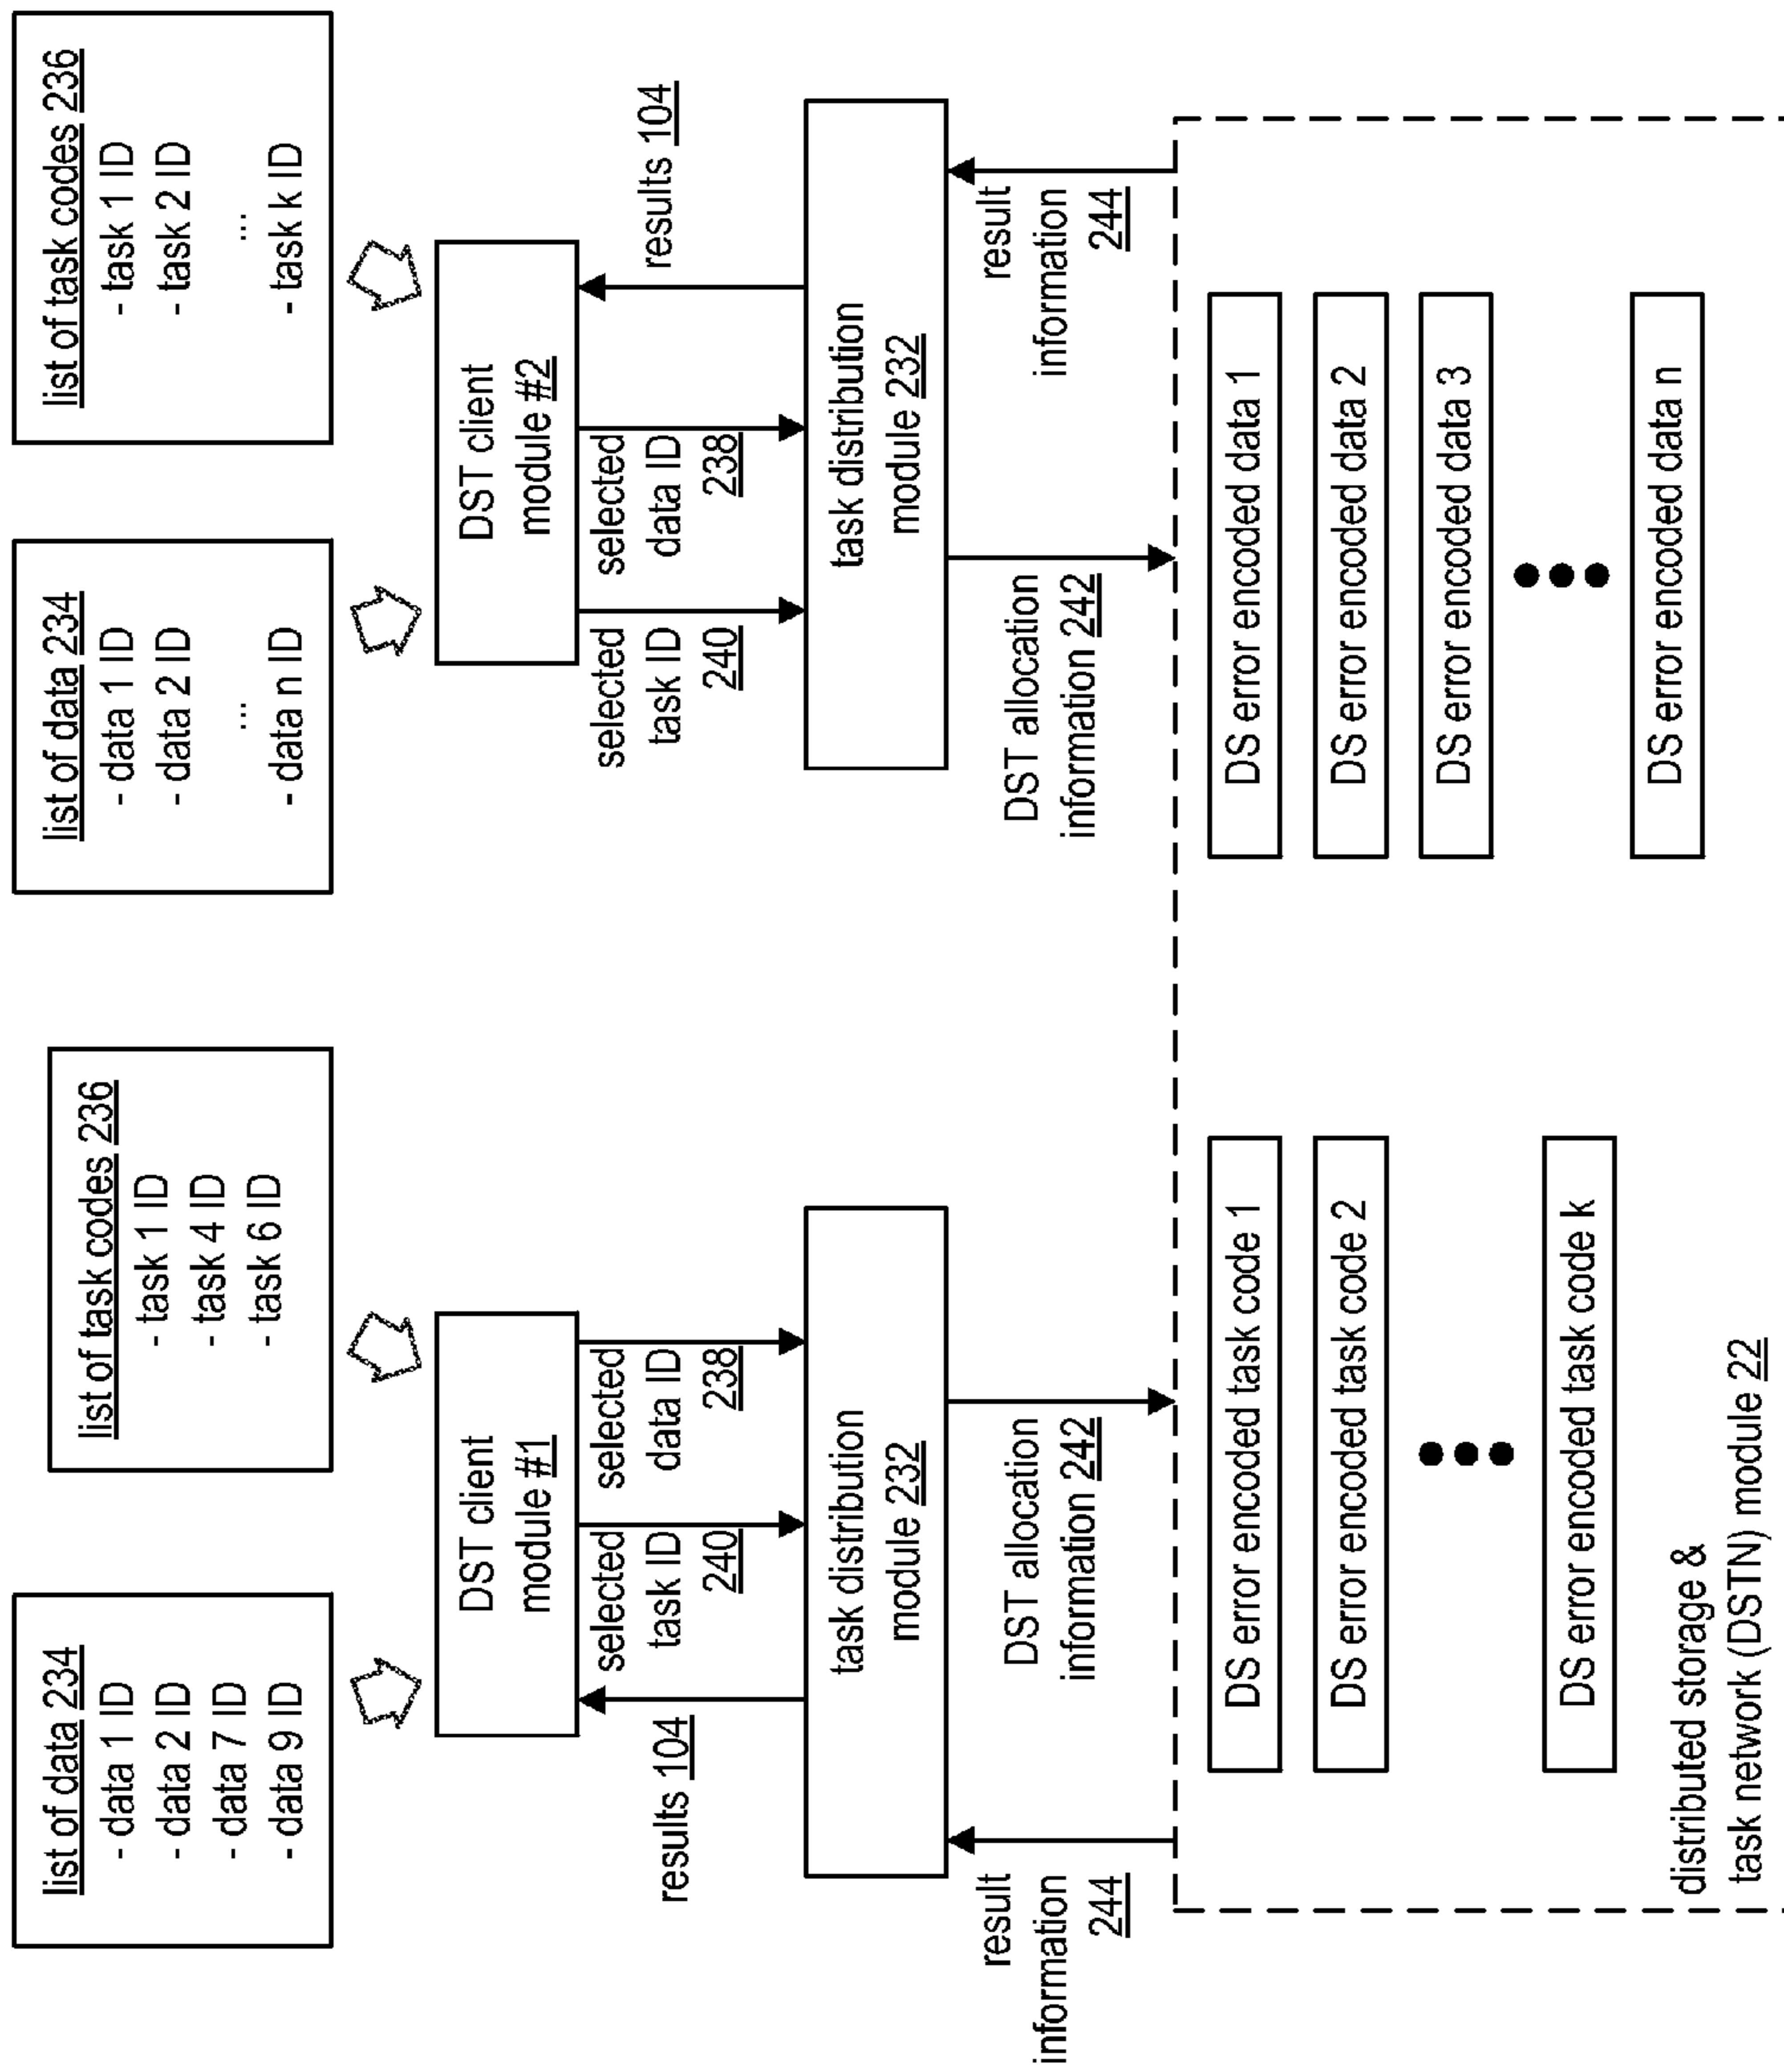 list of data 234
- data 1 ID
- data 2 ID
- data 7 ID
- data 9 ID
list of task codes 236
- task 1 ID
- task 4 ID
- task 6 ID
list of data 234
- data 1 ID
- data 2 ID
...
- data n ID
list of task codes 236
- task 1 ID
- task 2 ID
...
- task k ID
DST client
module #1
DST client
module #2
results 104
selected
task ID
240
selected
data ID
238
selected
task ID
240
selected
data ID
238
results 104
task distribution
module 232
task distribution
module 232
result
information
244
DST allocation
information 242
DST allocation
information 242
result
information
244
DS error encoded task code 1
DS error encoded task code 2
DS error encoded task code k
DS error encoded data 1
DS error encoded data 2
DS error encoded data 3
DS error encoded data n
distributed storage &
task network (DSTN) module 22